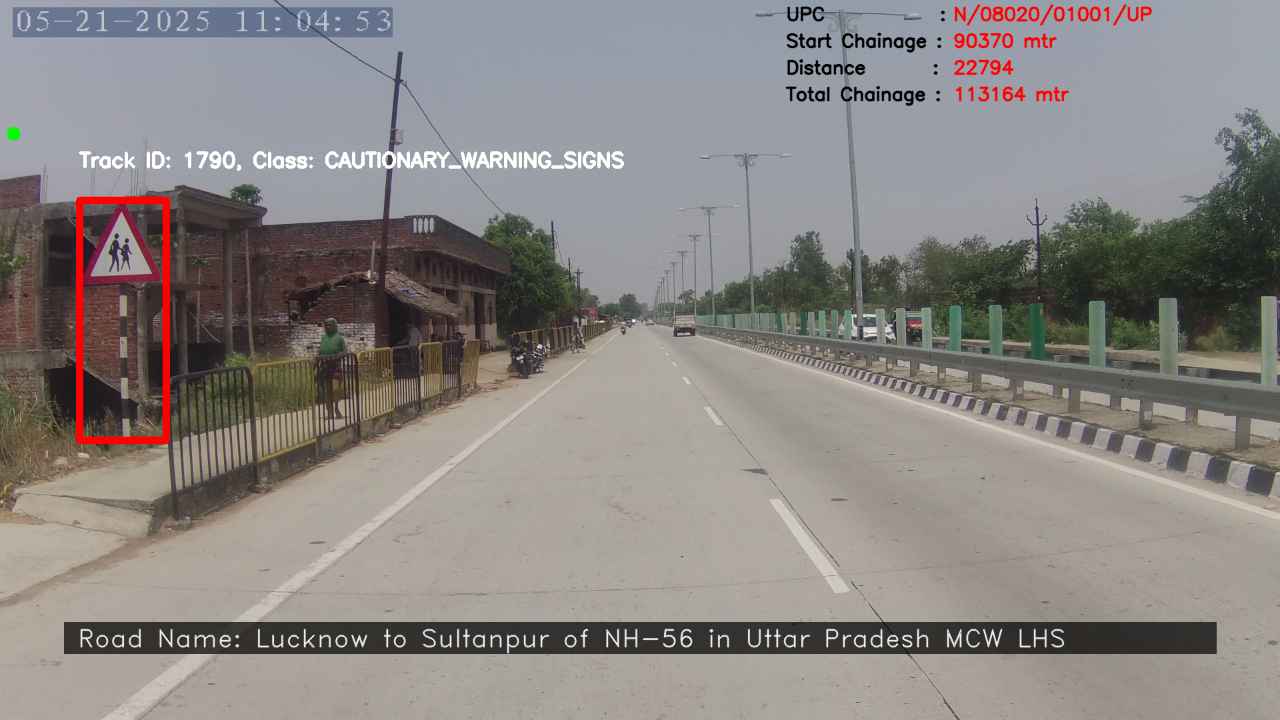 05-21-2025 11:04:53
UPC : N/08020/01001/UP
Start Chainage : 90370 mtr
Distance : 22794
Total Chainage : 113164 mtr
Track ID: 1790, Class: CAUTIONARY_WARNING_SIGNS
Road Name: Lucknow to Sultanpur of NH-56 in Uttar Pradesh MCW LHS